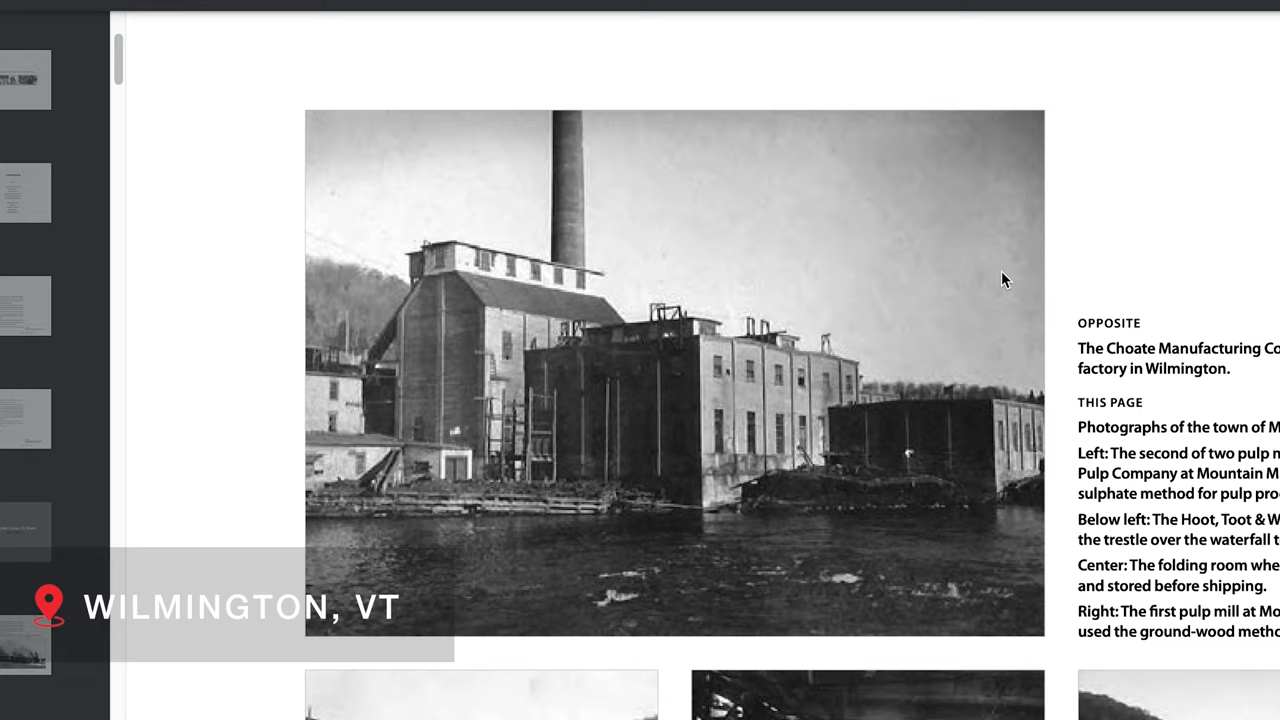 OPPOSITE
The Choate Manufacturing Co
factory in Wilmington.
THIS PAGE
Photographs of the town of M
Left: The second of two pulp m
Pulp Company at Mountain M
sulphate method for pulp pro
Below left: The Hoot, Toot & W
the trestle over the waterfall t
Center: The folding room whe
and stored before shipping.
Right: The first pulp mill at Mo
used the ground-wood metho
WILMINGTON, VT